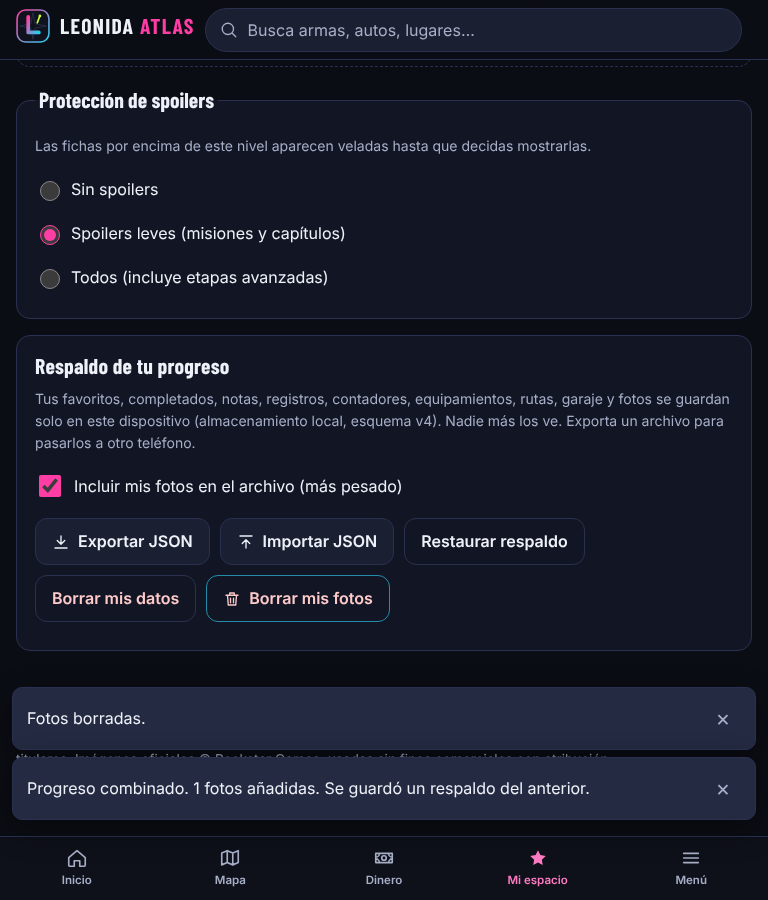 LEONIDA ATLAS
Busca armas, autos, lugares...
Protección de spoilers
Las fichas por encima de este nivel aparecen veladas hasta que decidas mostrarlas.
Sin spoilers
Spoilers leves (misiones y capítulos)
Todos (incluye etapas avanzadas)
Respaldo de tu progreso
Tus favoritos, completados, notas, registros, contadores, equipamientos, rutas, garaje y fotos se guardan
solo en este dispositivo (almacenamiento local, esquema v4). Nadie más los ve. Exporta un archivo para
pasarlos a otro teléfono.
Incluir mis fotos en el archivo (más pesado)
Exportar JSON
Importar JSON
Restaurar respaldo
Borrar mis datos
Borrar mis fotos
Fotos borradas.
Progreso combinado. 1 fotos añadidas. Se guardó un respaldo del anterior.
Inicio
Mapa
Dinero
Mi espacio
Menú